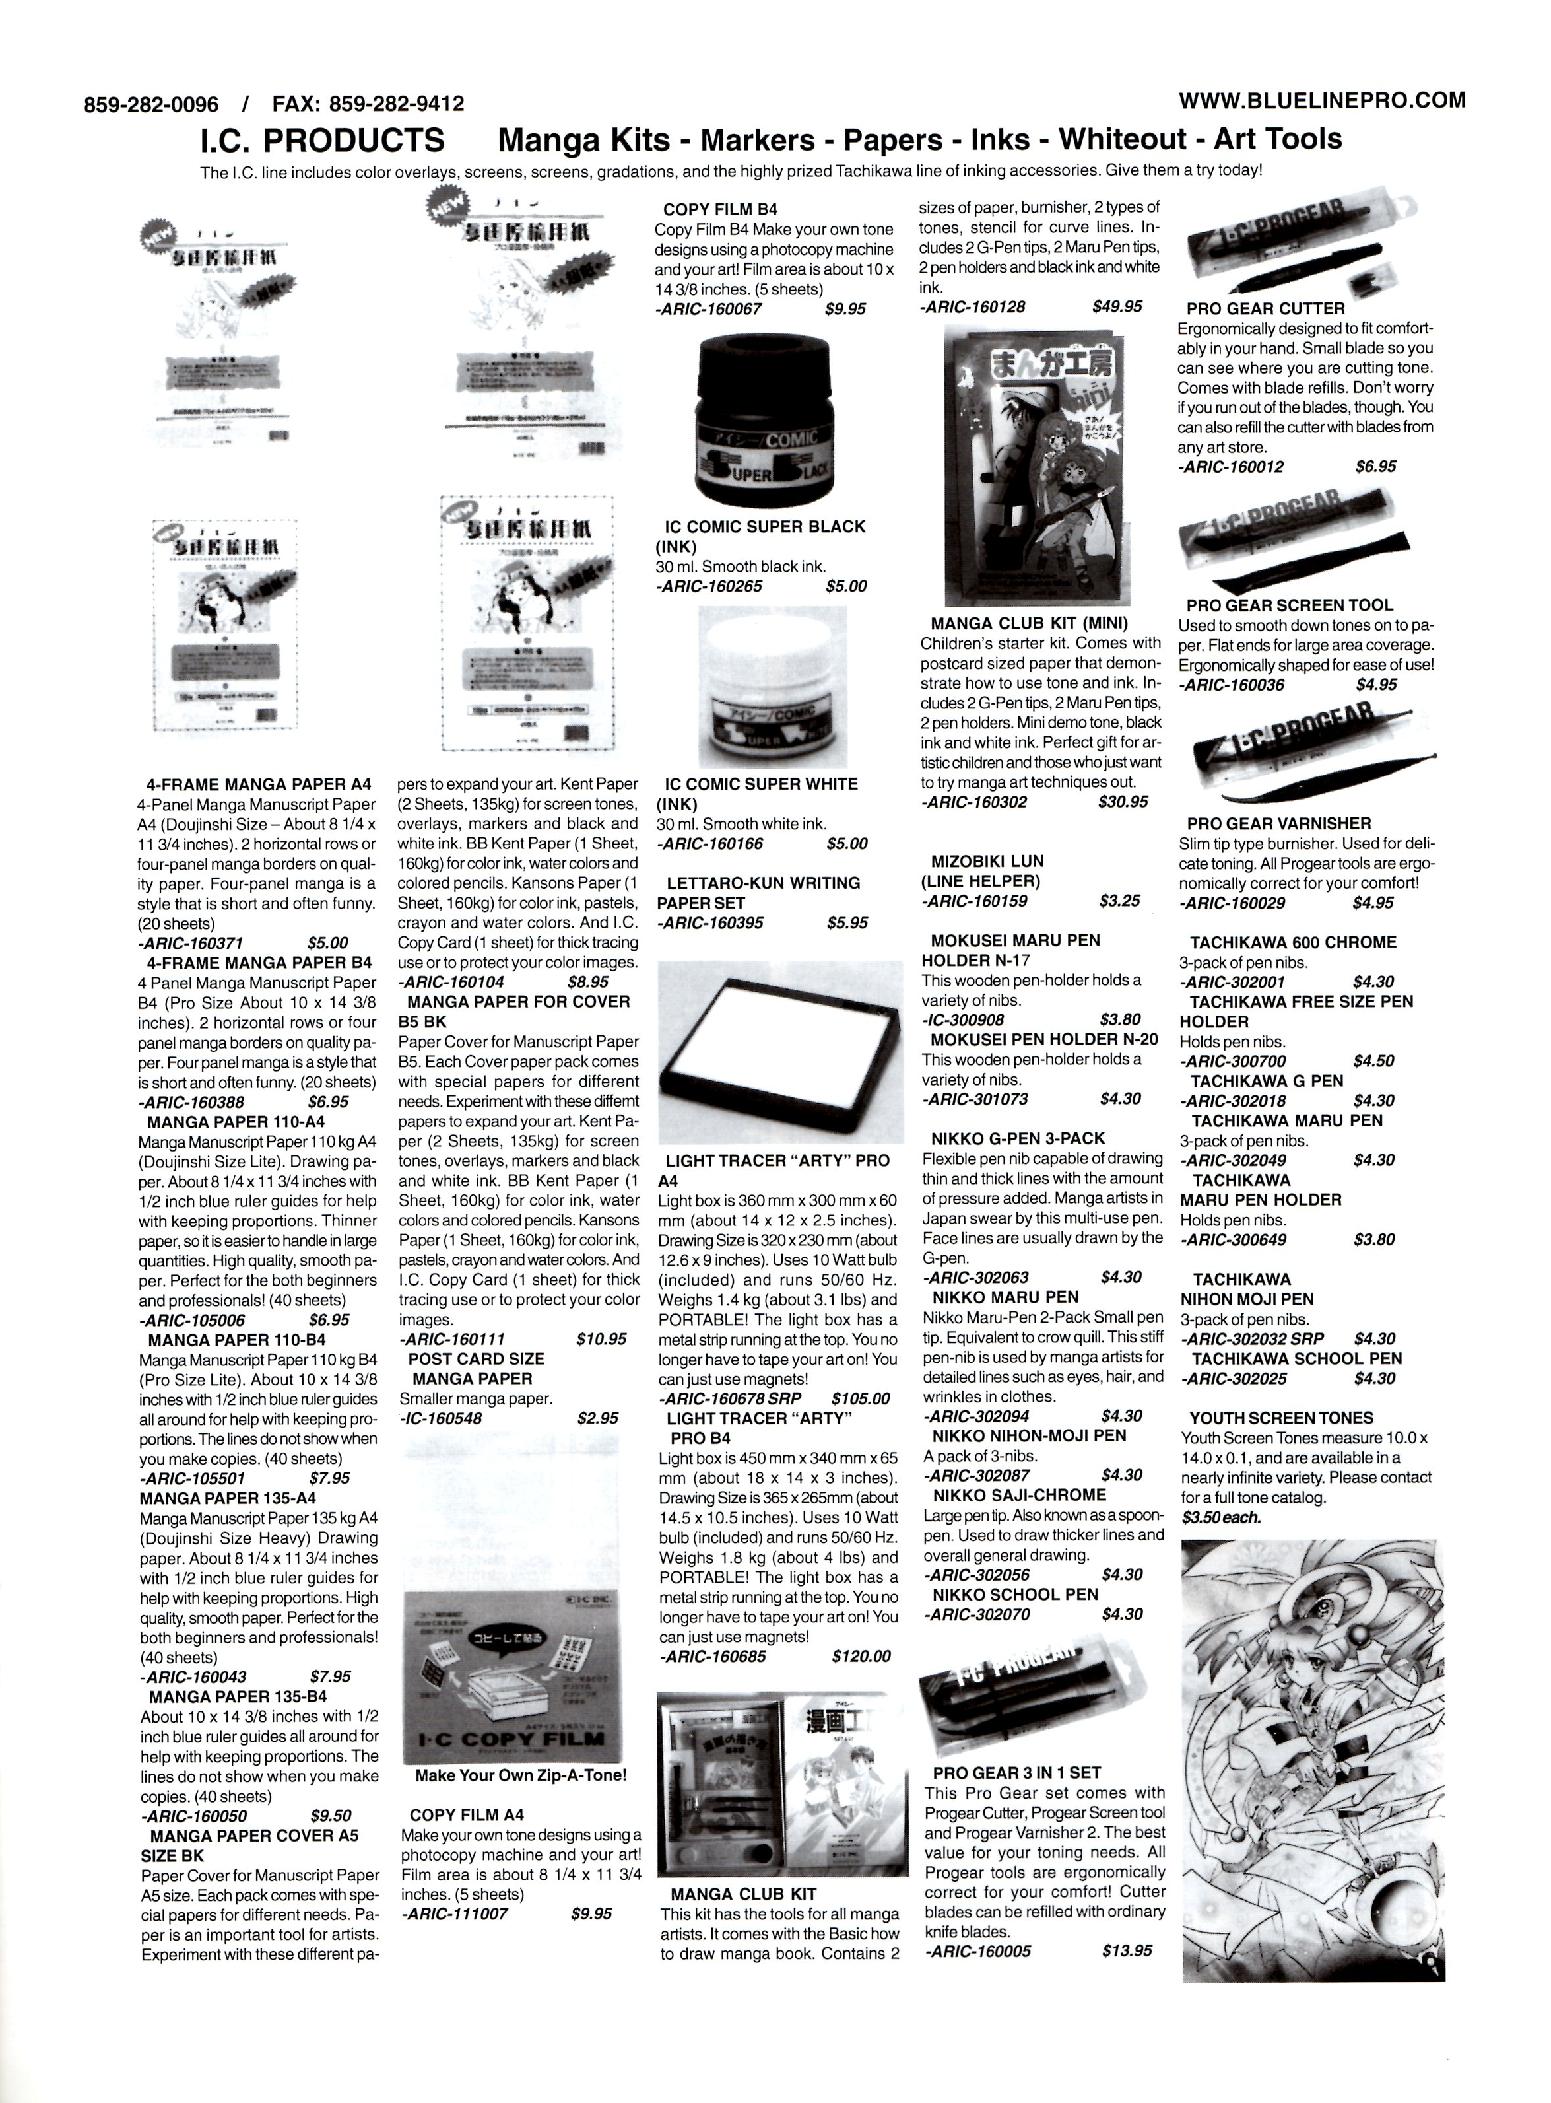 859-282-0096 / FAX: 859-282-9412
WWW.BLUELINEPRO.COM
I.C. PRODUCTS Manga Kits - Markers - Papers - Inks - Whiteout - Art Tools
The I.C. line includes color overlays, screens, screens, gradations, and the highly prized Tachikawa line of inking accessories. Give them a try today!
NEW
NEW
4-FRAME MANGA PAPER A4
4-Panel Manga Manuscript Paper
A4 (Doujinshi Size – About 8 1/4 x
11 3/4 inches). 2 horizontal rows or
four-panel manga borders on qual-
ity paper. Four-panel manga is a
style that is short and often funny.
(20 sheets)
-ARIC-160371 $5.00
4-FRAME MANGA PAPER B4
4 Panel Manga Manuscript Paper
B4 (Pro Size About 10 x 14 3/8
inches). 2 horizontal rows or four
panel manga borders on quality pa-
per. Four panel manga is a style that
is short and often funny. (20 sheets)
-ARIC-160388 $6.95
MANGA PAPER 110-A4
Manga Manuscript Paper 110 kg A4
(Doujinshi Size Lite). Drawing pa-
per. About 8 1/4 x 11 3/4 inches with
1/2 inch blue ruler guides for help
with keeping proportions. Thinner
paper, so it is easier to handle in large
quantities. High quality, smooth pa-
per. Perfect for the both beginners
and professionals! (40 sheets)
-ARIC-105006 $6.95
MANGA PAPER 110-B4
Manga Manuscript Paper 110 kg B4
(Pro Size Lite). About 10 x 14 3/8
inches with 1/2 inch blue ruler guides
all around for help with keeping pro-
portions. The lines do not show when
you make copies. (40 sheets)
-ARIC-105501 $7.95
MANGA PAPER 135-A4
Manga Manuscript Paper 135 kg A4
(Doujinshi Size Heavy) Drawing
paper. About 8 1/4 x 11 3/4 inches
with 1/2 inch blue ruler guides for
help with keeping proportions. High
quality, smooth paper. Perfect for the
both beginners and professionals!
(40 sheets)
-ARIC-160043 $7.95
MANGA PAPER 135-B4
About 10 x 14 3/8 inches with 1/2
inch blue ruler guides all around for
help with keeping proportions. The
lines do not show when you make
copies. (40 sheets)
-ARIC-160050 $9.50
MANGA PAPER COVER A5
SIZE BK
Paper Cover for Manuscript Paper
A5 size. Each pack comes with spe-
cial papers for different needs. Pa-
per is an important tool for artists.
Experiment with these different pa-
pers to expand your art. Kent Paper
(2 Sheets, 135kg) for screen tones,
overlays, markers and black and
white ink. BB Kent Paper (1 Sheet,
160kg) for color ink, water colors and
colored pencils. Kansons Paper (1
Sheet, 160kg) for color ink, pastels,
crayon and water colors. And I.C.
Copy Card (1 sheet) for thick tracing
use or to protect your color images.
-ARIC-160104 $8.95
MANGA PAPER FOR COVER
B5 BK
Paper Cover for Manuscript Paper
B5. Each Cover paper pack comes
with special papers for different
needs. Experiment with these differnt
papers to expand your art. Kent Pa-
per (2 Sheets, 135kg) for screen
tones, overlays, markers and black
and white ink. BB Kent Paper (1
Sheet, 160kg) for color ink, water
colors and colored pencils. Kansons
Paper (1 Sheet, 160kg) for color ink,
pastels, crayon and water colors. And
I.C. Copy Card (1 sheet) for thick
tracing use or to protect your color
images.
-ARIC-160111 $10.95
POST CARD SIZE
MANGA PAPER
Smaller manga paper.
-IC-160548 $2.95
I·C INC.
コピーして貼る
I·C COPY FILM
Make Your Own Zip-A-Tone!
COPY FILM A4
Make your own tone designs using a
photocopy machine and your art!
Film area is about 8 1/4 x 11 3/4
inches. (5 sheets)
-ARIC-111007 $9.95
COPY FILM B4
Copy Film B4 Make your own tone
designs using a photocopy machine
and your art! Film area is about 10 x
14 3/8 inches. (5 sheets)
-ARIC-160067 $9.95
アイシー/COMIC
SUPER BLACK
IC COMIC SUPER BLACK
(INK)
30 ml. Smooth black ink.
-ARIC-160265 $5.00
アイシー/COMIC
SUPER WHITE
IC COMIC SUPER WHITE
(INK)
30 ml. Smooth white ink.
-ARIC-160166 $5.00
LETTARO-KUN WRITING
PAPER SET
-ARIC-160395 $5.95
LIGHT TRACER “ARTY” PRO
A4
Light box is 360 mm x 300 mm x 60
mm (about 14 x 12 x 2.5 inches).
Drawing Size is 320 x 230 mm (about
12.6 x 9 inches). Uses 10 Watt bulb
(included) and runs 50/60 Hz.
Weighs 1.4 kg (about 3.1 lbs) and
PORTABLE! The light box has a
metal strip running at the top. You no
longer have to tape your art on! You
can just use magnets!
-ARIC-160678 SRP $105.00
LIGHT TRACER “ARTY”
PRO B4
Light box is 450 mm x 340 mm x 65
mm (about 18 x 14 x 3 inches).
Drawing Size is 365 x 265mm (about
14.5 x 10.5 inches). Uses 10 Watt
bulb (included) and runs 50/60 Hz.
Weighs 1.8 kg (about 4 lbs) and
PORTABLE! The light box has a
metal strip running at the top. You no
longer have to tape your art on! You
can just use magnets!
-ARIC-160685 $120.00
MANGA CLUB KIT
This kit has the tools for all manga
artists. It comes with the Basic how
to draw manga book. Contains 2
sizes of paper, burnisher, 2 types of
tones, stencil for curve lines. In-
cludes 2 G-Pen tips, 2 Maru Pen tips,
2 pen holders and black ink and white
ink.
-ARIC-160128 $49.95
まんが工房
MANGA CLUB KIT (MINI)
Children's starter kit. Comes with
postcard sized paper that demon-
strate how to use tone and ink. In-
cludes 2 G-Pen tips, 2 Maru Pen tips,
2 pen holders. Mini demo tone, black
ink and white ink. Perfect gift for ar-
tistic children and those who just want
to try manga art techniques out.
-ARIC-160302 $30.95
MIZOBIKI LUN
(LINE HELPER)
-ARIC-160159 $3.25
MOKUSEI MARU PEN
HOLDER N-17
This wooden pen-holder holds a
variety of nibs.
-IC-300908 $3.80
MOKUSEI PEN HOLDER N-20
This wooden pen-holder holds a
variety of nibs.
-ARIC-301073 $4.30
NIKKO G-PEN 3-PACK
Flexible pen nib capable of drawing
thin and thick lines with the amount
of pressure added. Manga artists in
Japan swear by this multi-use pen.
Face lines are usually drawn by the
G-pen.
-ARIC-302063 $4.30
NIKKO MARU PEN
Nikko Maru-Pen 2-Pack Small pen
tip. Equivalent to crow quill. This stiff
pen-nib is used by manga artists for
detailed lines such as eyes, hair, and
wrinkles in clothes.
-ARIC-302094 $4.30
NIKKO NIHON-MOJI PEN
A pack of 3-nibs.
-ARIC-302087 $4.30
NIKKO SAJI-CHROME
Large pen tip. Also known as a spoon-
pen. Used to draw thicker lines and
overall general drawing.
-ARIC-302056 $4.30
NIKKO SCHOOL PEN
-ARIC-302070 $4.30
I·C PROGEAR
PRO GEAR 3 IN 1 SET
This Pro Gear set comes with
Progear Cutter, Progear Screen tool
and Progear Varnisher 2. The best
value for your toning needs. All
Progear tools are ergonomically
correct for your comfort! Cutter
blades can be refilled with ordinary
knife blades.
-ARIC-160005 $13.95
I·C PROGEAR
PRO GEAR CUTTER
Ergonomically designed to fit comfort-
ably in your hand. Small blade so you
can see where you are cutting tone.
Comes with blade refills. Don't worry
if you run out of the blades, though. You
can also refill the cutter with blades from
any art store.
-ARIC-160012 $6.95
I·C PROGEAR
PRO GEAR SCREEN TOOL
Used to smooth down tones on to pa-
per. Flat ends for large area coverage.
Ergonomically shaped for ease of use!
-ARIC-160036 $4.95
I·C PROGEAR
PRO GEAR VARNISHER
Slim tip type burnisher. Used for deli-
cate toning. All Progear tools are ergo-
nomically correct for your comfort!
-ARIC-160029 $4.95
TACHIKAWA 600 CHROME
3-pack of pen nibs.
-ARIC-302001 $4.30
TACHIKAWA FREE SIZE PEN
HOLDER
Holds pen nibs.
-ARIC-300700 $4.50
TACHIKAWA G PEN
-ARIC-302018 $4.30
TACHIKAWA MARU PEN
3-pack of pen nibs.
-ARIC-302049 $4.30
TACHIKAWA
MARU PEN HOLDER
Holds pen nibs.
-ARIC-300649 $3.80
TACHIKAWA
NIHON MOJI PEN
3-pack of pen nibs.
-ARIC-302032 SRP $4.30
TACHIKAWA SCHOOL PEN
-ARIC-302025 $4.30
YOUTH SCREEN TONES
Youth Screen Tones measure 10.0 x
14.0 x 0.1, and are available in a
nearly infinite variety. Please contact
for a full tone catalog.
$3.50 each.